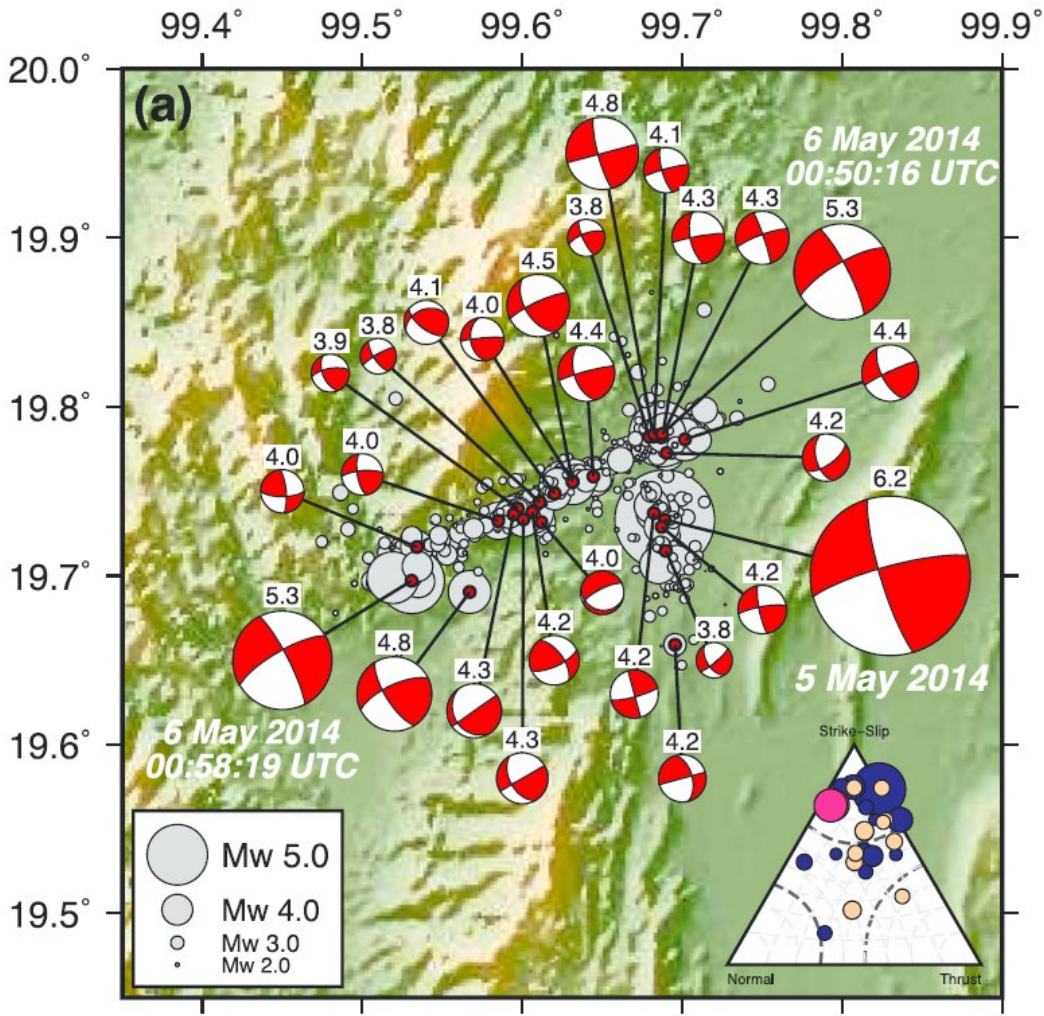 99.4° 99.5° 99.6° 99.7° 99.8° 99.9°
20.0°
(a)
4.8
4.1
6 May 2014
00:50:16 UTC
3.8
4.3
4.3
5.3
19.9°
4.5
4.1
4.0
4.4
3.8
3.9
4.4
19.8°
4.2
4.0
4.0
6.2
19.7°
4.0
4.2
5.3
4.8
4.2
4.3
4.2
3.8
5 May 2014
6 May 2014
00:58:19 UTC
19.6°
4.3
4.2
Strike-Slip
Mw 5.0
Mw 4.0
Mw 3.0
Mw 2.0
19.5°
Normal
Thrust